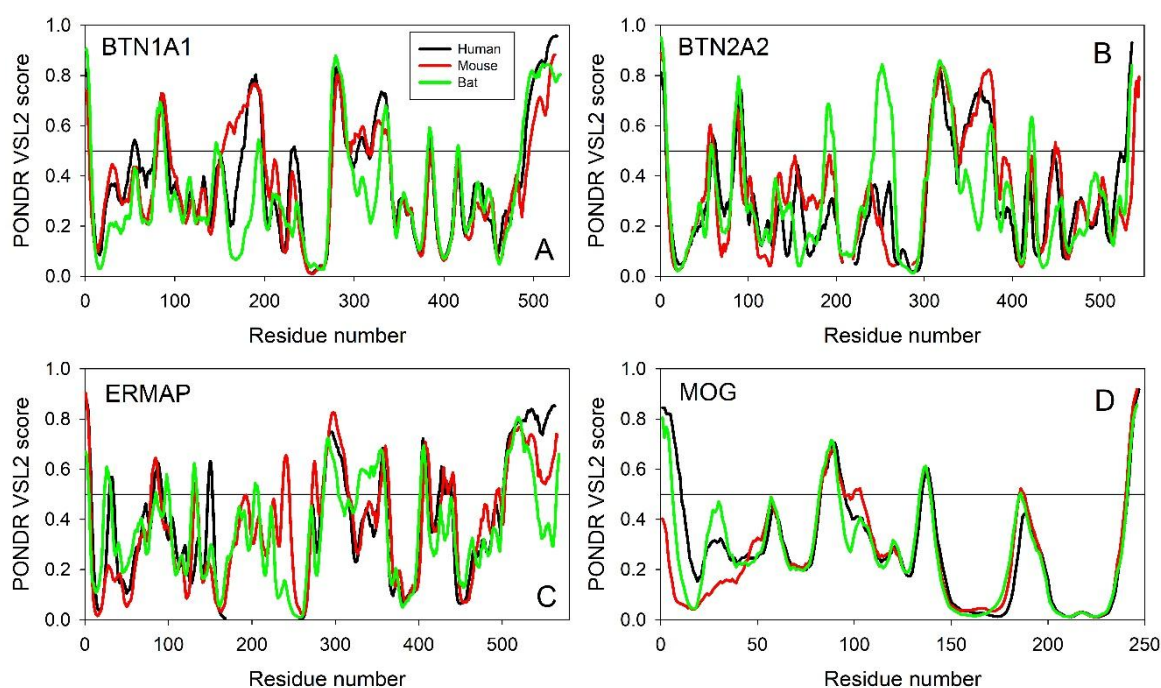 BTN1A1
Human
Mouse
Bat
A
PONDR VSL2 score
1.0
0.8
0.6
0.4
0.2
0.0
0 100 200 300 400 500
Residue number
BTN2A2
B
PONDR VSL2 score
1.0
0.8
0.6
0.4
0.2
0.0
0 100 200 300 400 500
Residue number
ERMAP
C
PONDR VSL2 score
1.0
0.8
0.6
0.4
0.2
0.0
0 100 200 300 400 500
Residue number
MOG
D
PONDR VSL2 score
1.0
0.8
0.6
0.4
0.2
0.0
0 50 100 150 200 250
Residue number